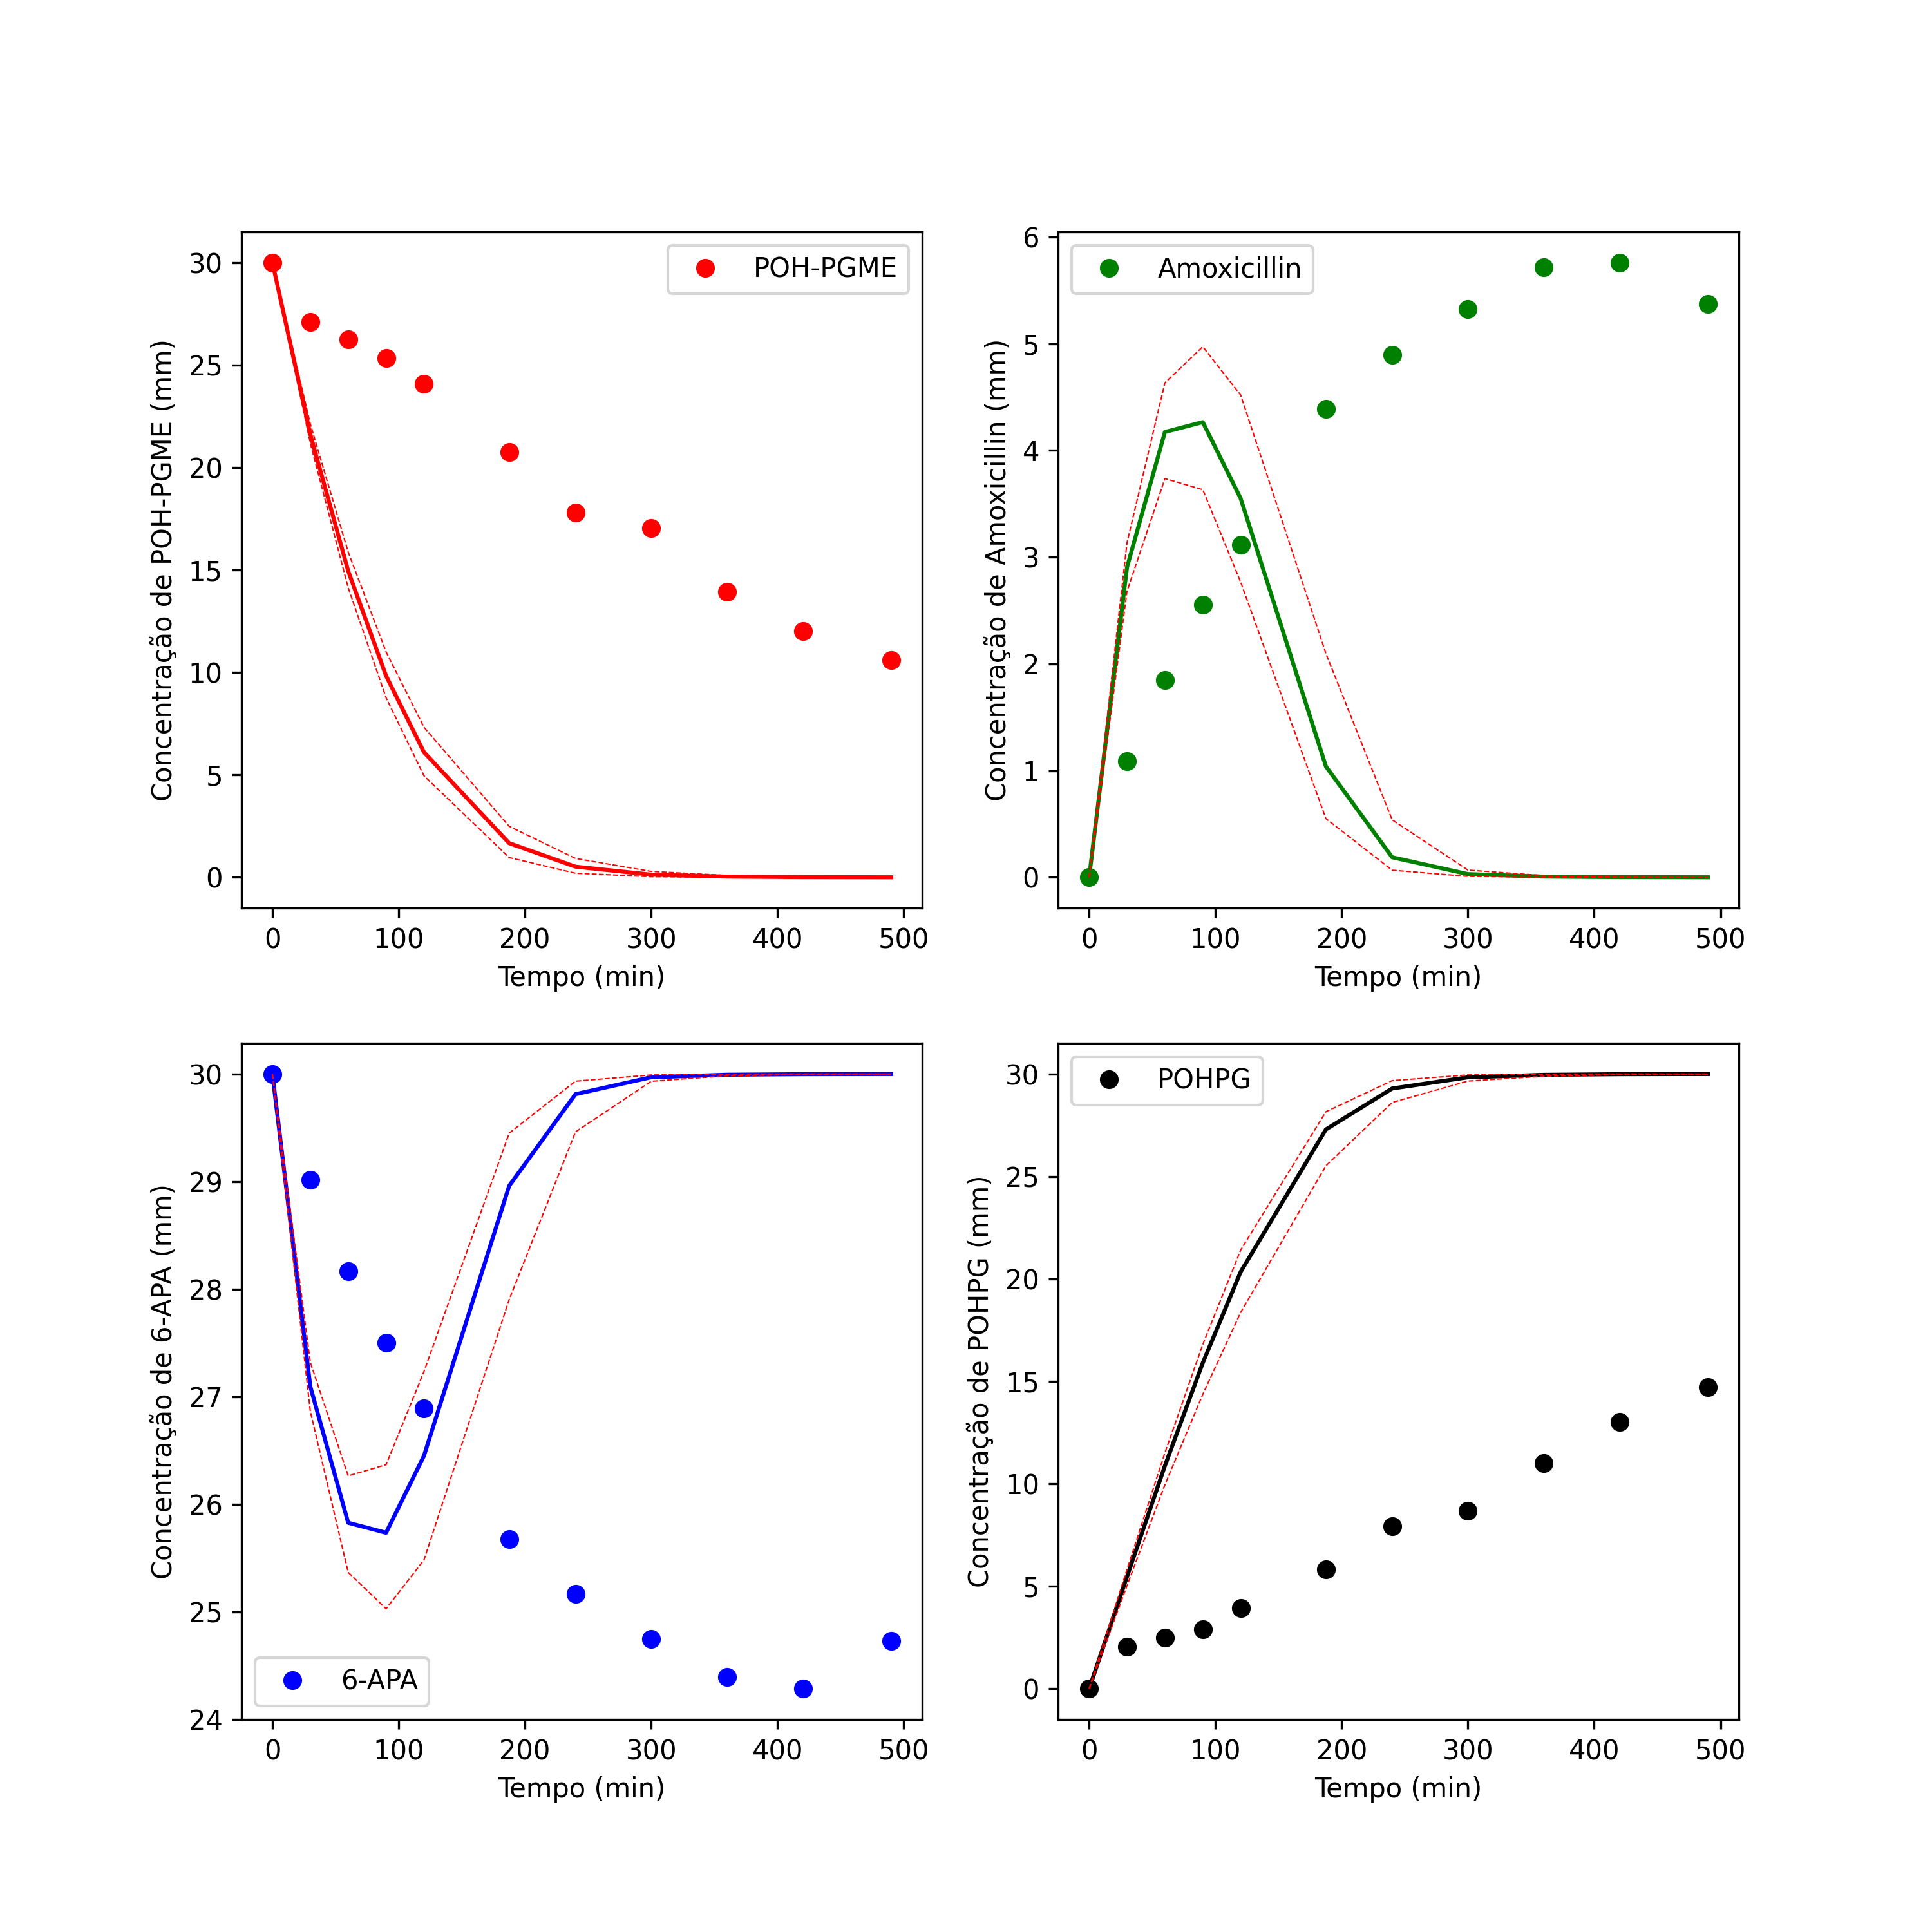 POH-PGME
Concentração de POH-PGME (mm)
30
25
20
15
10
5
0
0 100 200 300 400 500
Tempo (min)
Amoxicillin
Concentração de Amoxicillin (mm)
6
5
4
3
2
1
0
0 100 200 300 400 500
Tempo (min)
6-APA
Concentração de 6-APA (mm)
30
29
28
27
26
25
24
0 100 200 300 400 500
Tempo (min)
POHPG
Concentração de POHPG (mm)
30
25
20
15
10
5
0
0 100 200 300 400 500
Tempo (min)